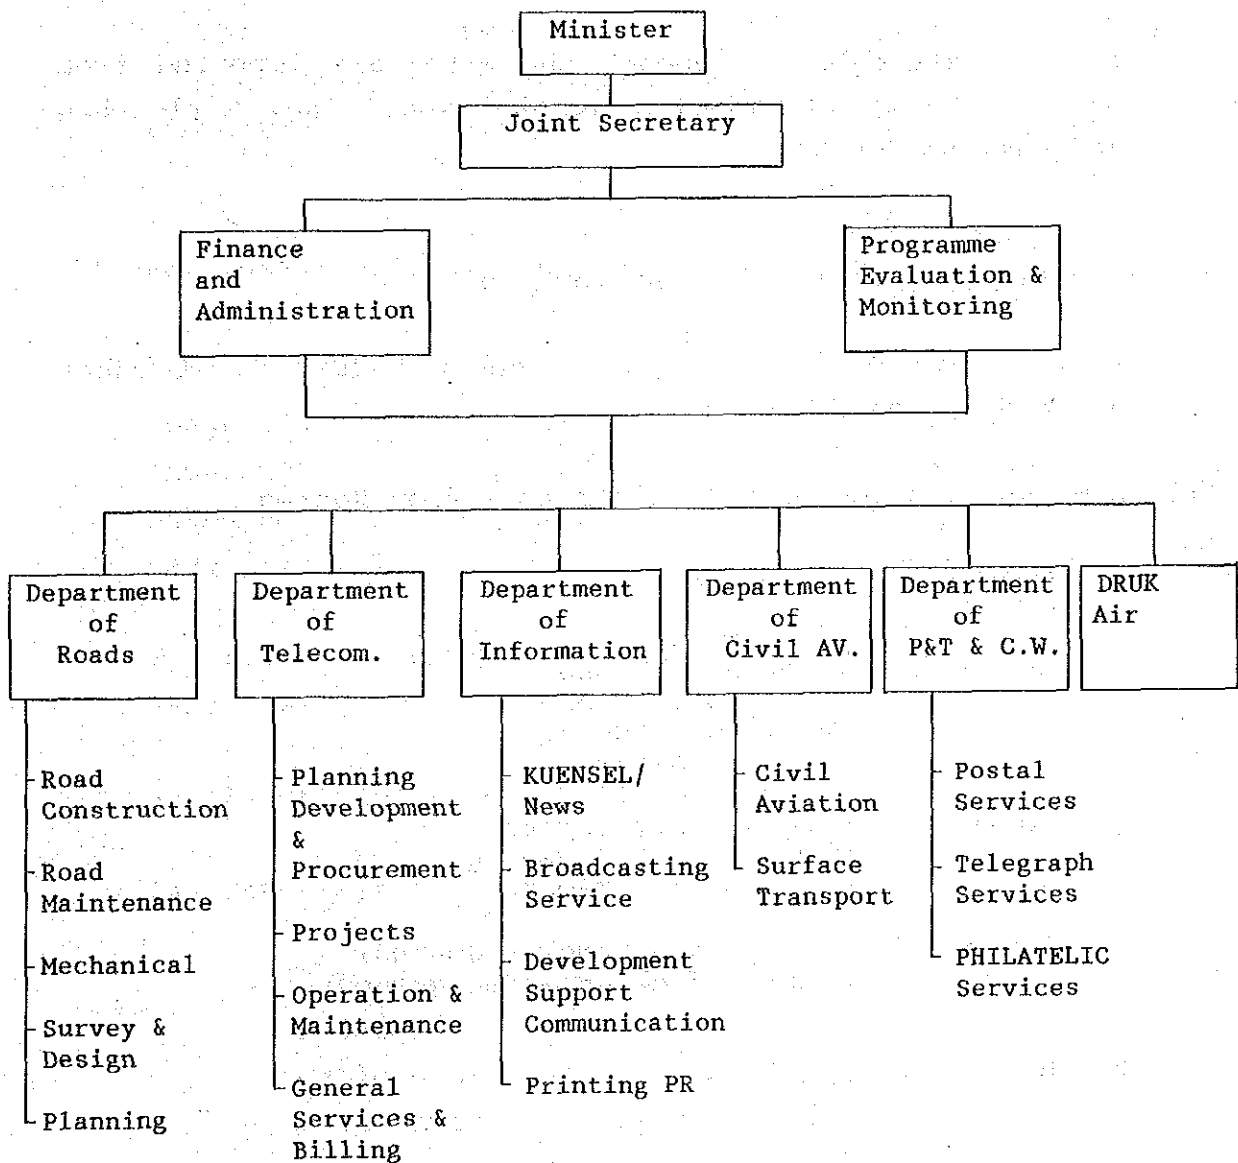 Minister
Joint Secretary
Finance
and
Administration
Programme
Evaluation &
Monitoring
Department
of
Roads
Department
of
Telecom.
Department
of
Information
Department
of
Civil AV.
Department
of
P&T & C.W.
DRUK
Air
Road
Construction
Road
Maintenance
Mechanical
Survey &
Design
Planning
Planning
Development
&
Procurement
Projects
Operation &
Maintenance
General
Services &
Billing
KUENSEL/
News
Broadcasting
Service
Development
Support
Communication
Printing PR
Civil
Aviation
Surface
Transport
Postal
Services
Telegraph
Services
PHILATELIC
Services